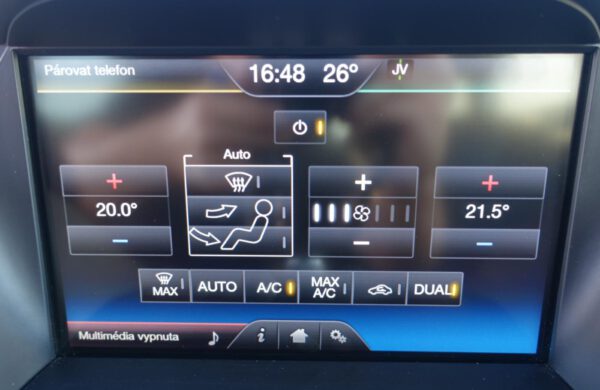 Párovat telefon
16:48 26° JV
Auto
20.0°
21.5°
MAX
AUTO
A/C
MAX A/C
DUAL
Multimédia vypnuta